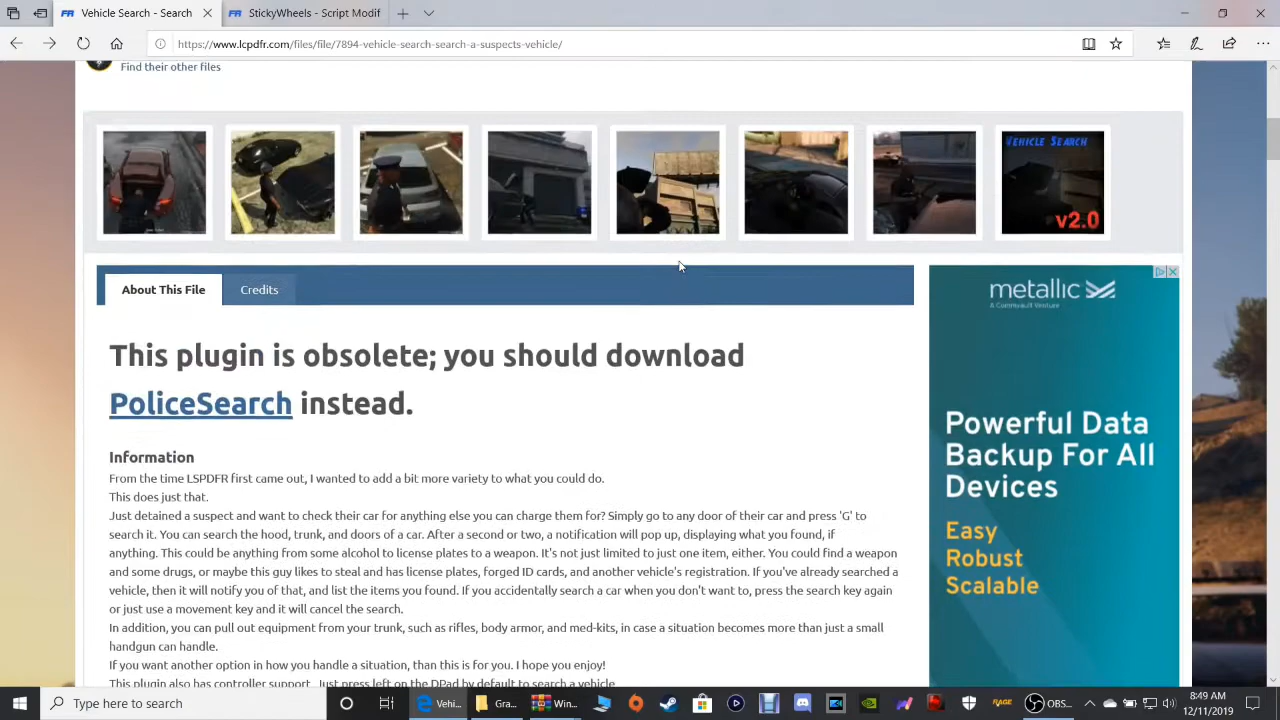 Vehicle Search - Search
Stuck Modif
https://www.lcpdfr.com/files/file/7894-vehicle-search-search-a-suspects-vehicle/
Find their other files
VEHICLE SEARCH
v2.0
About This File
Credits
This plugin is obsolete; you should download
PoliceSearch instead.
Information
From the time LSPDFR first came out, I wanted to add a bit more variety to what you could do.
This does just that.
Just detained a suspect and want to check their car for anything else you can charge them for? Simply go to any door of their car and press 'G' to
search it. You can search the hood, trunk, and doors of a car. After a second or two, a notification will pop up, displaying what you found, if
anything. This could be anything from some alcohol to license plates to a weapon. It's not just limited to just one item, either. You could find a weapon
and some drugs, or maybe this guy likes to steal and has license plates, forged ID cards, and another vehicle's registration. If you've already searched a
vehicle, then it will notify you of that, and list the items you found. If you accidentally search a car when you don't want to, press the search key again
or just use a movement key and it will cancel the search.
In addition, you can pull out equipment from your trunk, such as rifles, body armor, and med-kits, in case a situation becomes more than just a small
handgun can handle.
If you want another option in how you handle a situation, than this is for you. I hope you enjoy!
This plugin also has controller support. Just press left on the DPad by default to search a vehicle.
metallic
A Commvault Venture
Powerful Data
Backup For All
Devices
Easy
Robust
Scalable
Type here to search
Vehi...
Gra...
Win...
RAGE
OBS...
8:49 AM
12/11/2019